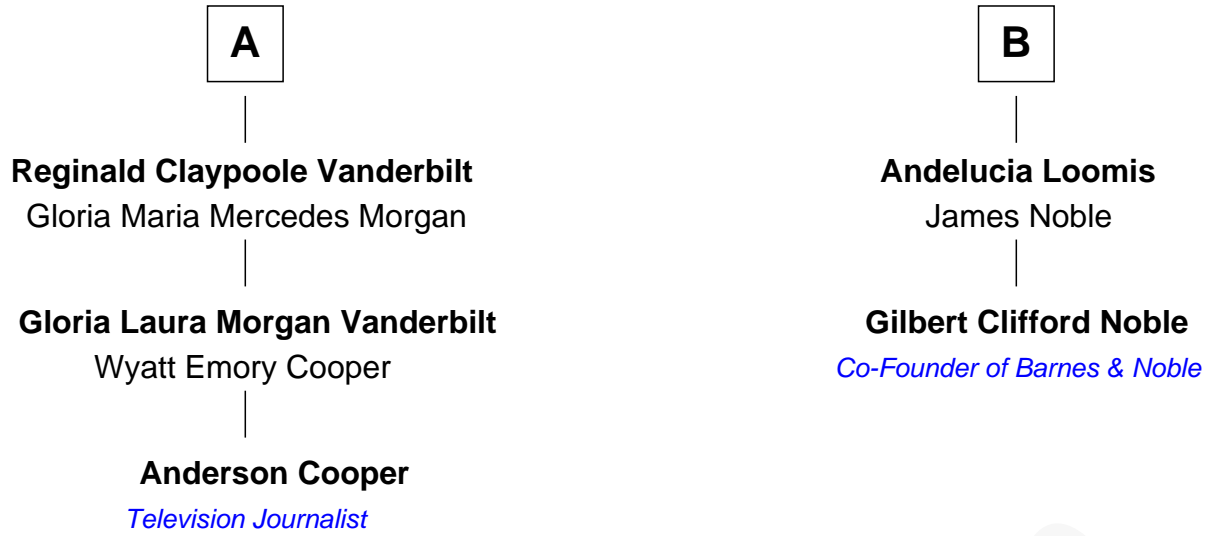 A
Reginald Claypoole Vanderbilt
Gloria Maria Mercedes Morgan
Gloria Laura Morgan Vanderbilt
Wyatt Emory Cooper
Anderson Cooper
Television Journalist
B
Andelucia Loomis
James Noble
Gilbert Clifford Noble
Co-Founder of Barnes & Noble